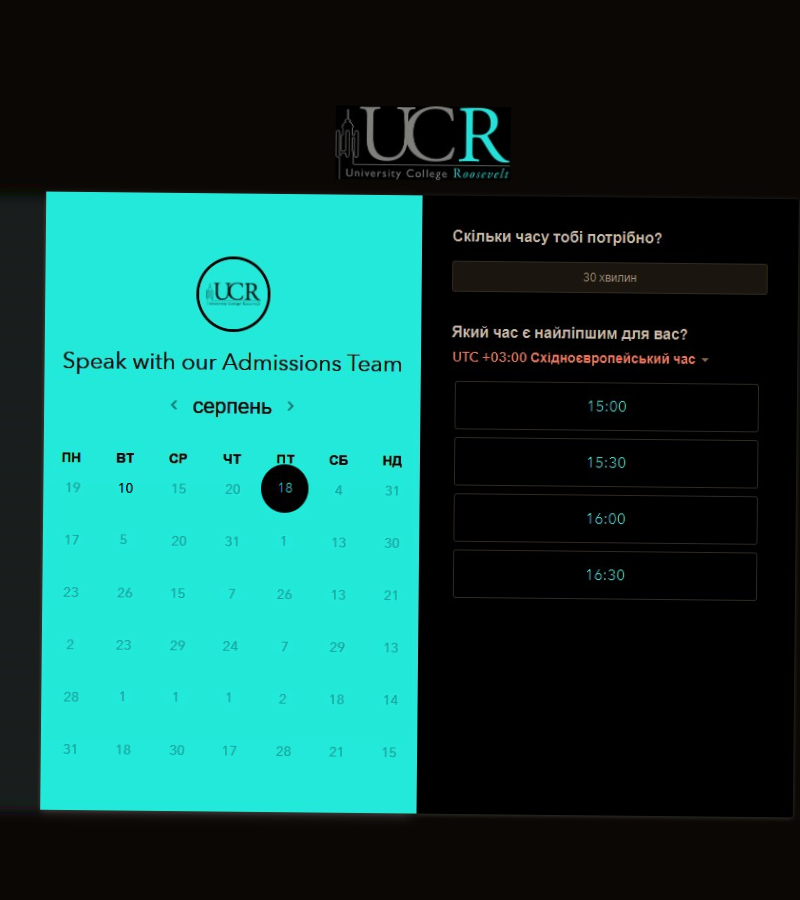 UCR
University College Roosevelt
UCR
University College Roosevelt
Speak with our Admissions Team
серпень
ПН ВТ СР ЧТ ПТ СБ НД
19 10 15 20 18 4 31
17 5 20 31 1 13 30
23 26 15 7 26 13 21
2 23 29 24 7 29 13
28 1 1 1 2 18 14
31 18 30 17 28 21 15
Скільки часу тобі потрібно?
30 хвилин
Який час є найліпшим для вас?
UTC +03:00 Східноєвропейський час
15:00
15:30
16:00
16:30